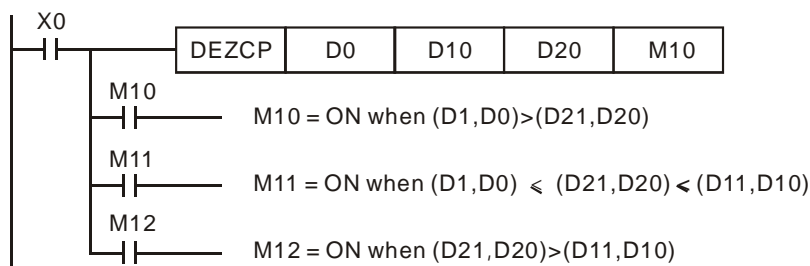 X0
DEZCP D0 D10 D20 M10
M10
M10 = ON when (D1,D0)>(D21,D20)
M11
M11 = ON when (D1,D0) ⩽ (D21,D20) ⩽ (D11,D10)
M12
M12 = ON when (D21,D20)>(D11,D10)